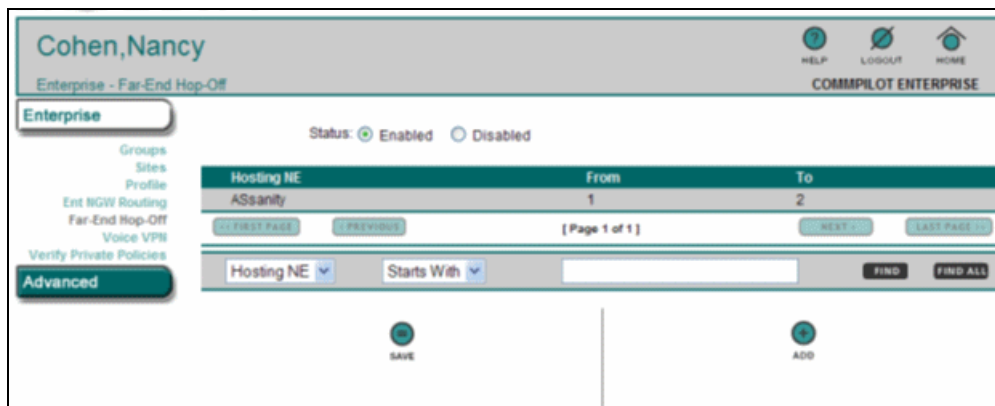 Cohen,Nancy
HELP LOGOUT HOME
Enterprise - Far-End Hop-Off
COMMPILOT ENTERPRISE
Enterprise
Groups
Sites
Profile
Ent NGW Routing
Far-End Hop-Off
Voice VPN
Verify Private Policies
Advanced
Status: Enabled Disabled
Hosting NE From To
ASsanity 1 2
<< FIRST PAGE < PREVIOUS [ Page 1 of 1 ] NEXT > LAST PAGE >>
Hosting NE Starts With FIND FIND ALL
SAVE ADD